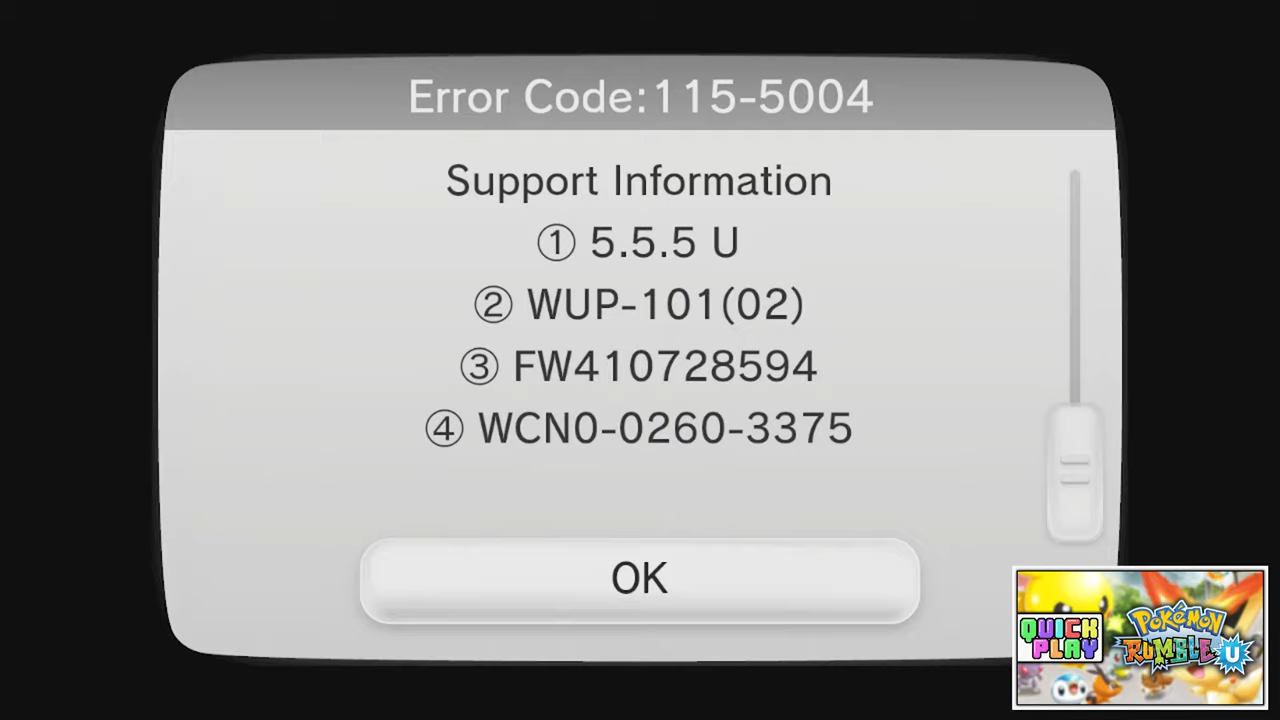 Error Code:115-5004
Support Information
① 5.5.5 U
② WUP-101(02)
③ FW410728594
④ WCN0-0260-3375
OK
QUICK
PLAY
POKéMON
RUMBLE U